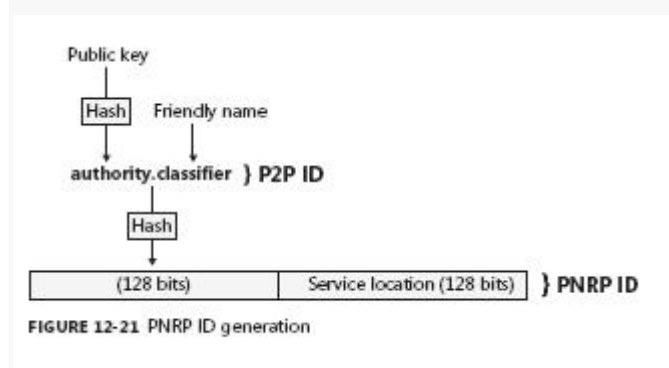 Public key
Hash
Friendly name
authority.classifier } P2P ID
Hash
(128 bits)
Service location (128 bits) } PNRP ID
FIGURE 12-21 PNRP ID generation